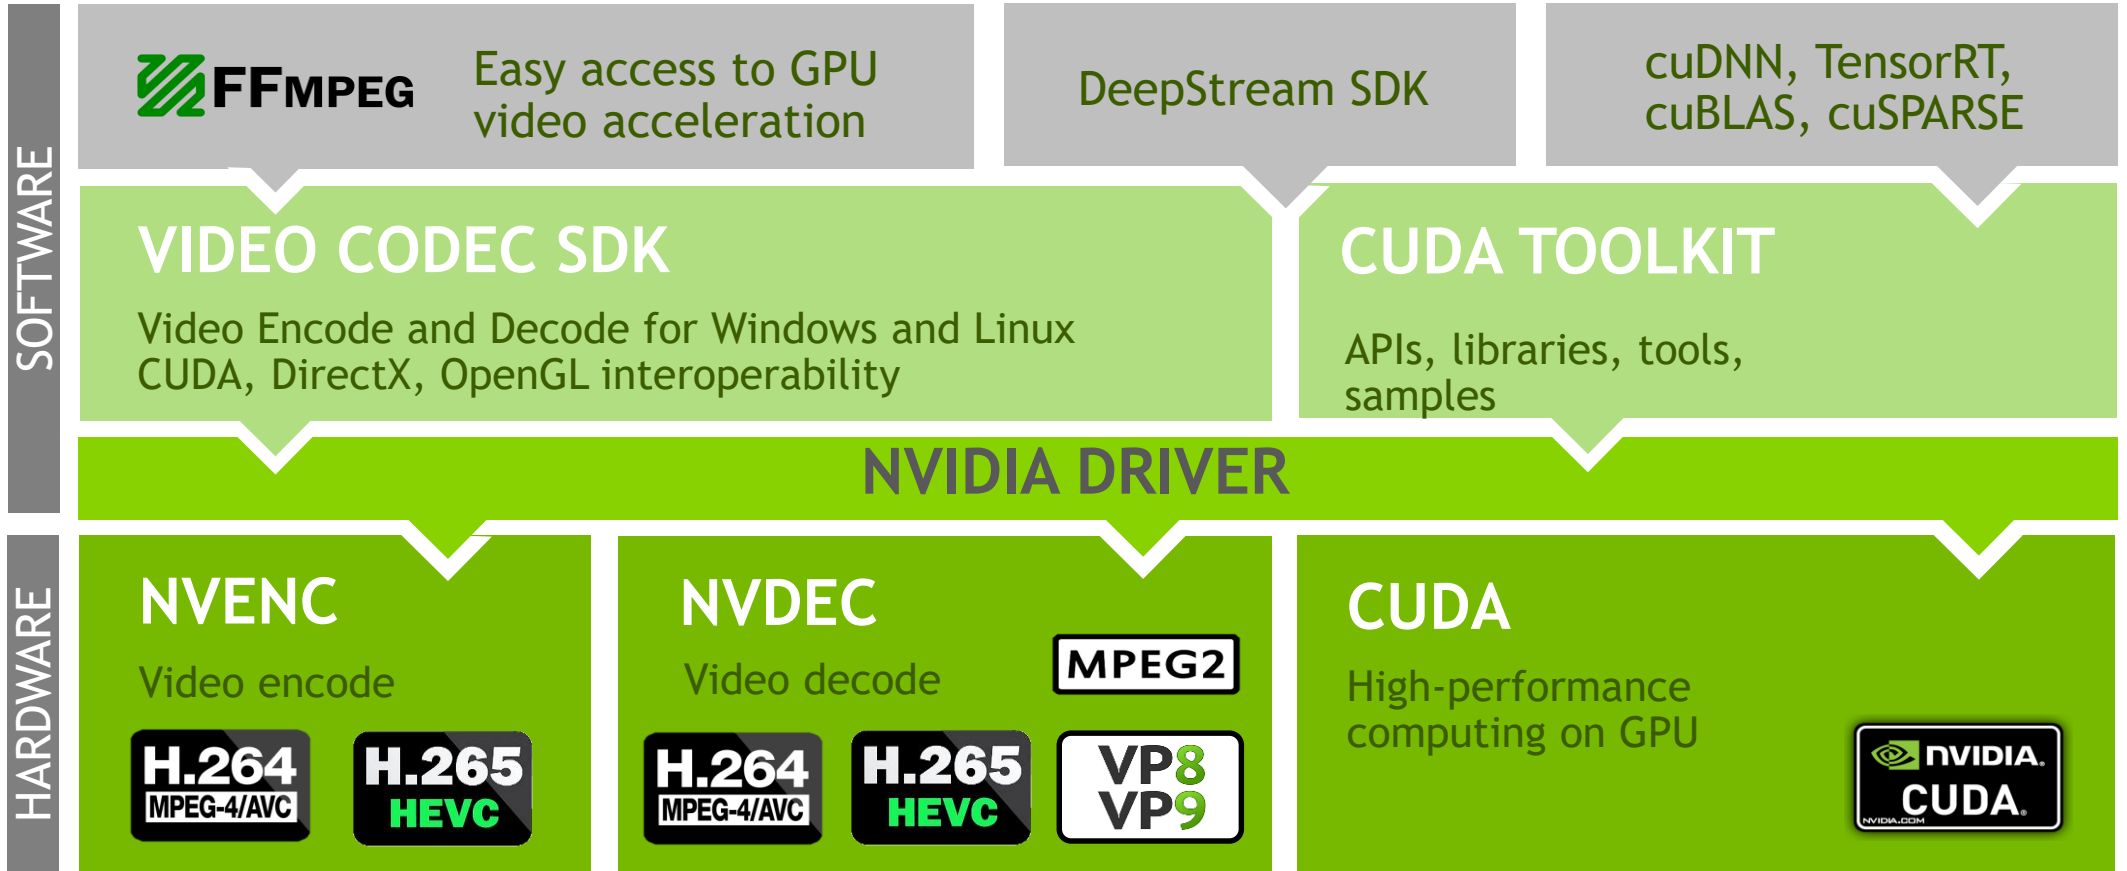 SOFTWARE
FFMPEG
Easy access to GPU
video acceleration
DeepStream SDK
cuDNN, TensorRT,
cuBLAS, cuSPARSE
VIDEO CODEC SDK
Video Encode and Decode for Windows and Linux
CUDA, DirectX, OpenGL interoperability
CUDA TOOLKIT
APIs, libraries, tools,
samples
NVIDIA DRIVER
HARDWARE
NVENC
Video encode
H.264
MPEG-4/AVC
H.265
HEVC
NVDEC
Video decode
MPEG2
H.264
MPEG-4/AVC
H.265
HEVC
VP8
VP9
CUDA
High-performance
computing on GPU
NVIDIA.
CUDA®
NVIDIA.COM